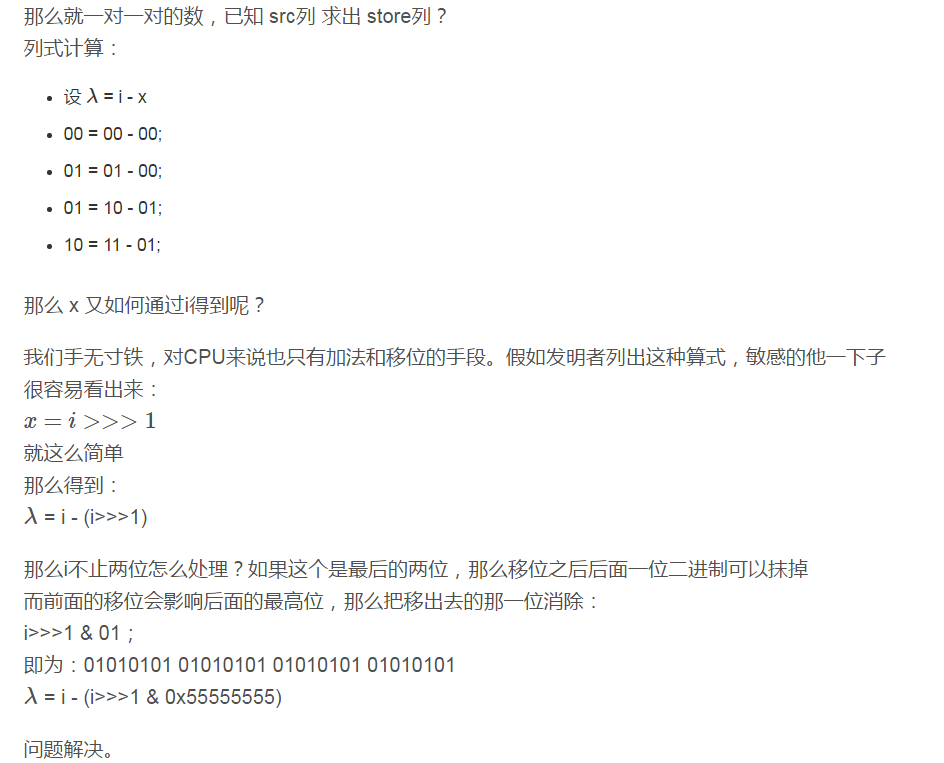 那么就一对一对的数，已知 src列 求出 store列？
列式计算：
• 设 λ = i - x
• 00 = 00 - 00;
• 01 = 01 - 00;
• 01 = 10 - 01;
• 10 = 11 - 01;
那么 x 又如何通过i得到呢？
我们手无寸铁，对CPU来说也只有加法和移位的手段。假如发明者列出这种算式，敏感的他一下子
很容易看出来：
x = i >>> 1
就这么简单
那么得到：
λ = i - (i>>>1)
那么i不止两位怎么处理？如果这个是最后的两位，那么移位之后后面一位二进制可以抹掉
而前面的移位会影响后面的最高位，那么把移出去的那一位消除：
i>>>1 & 01；
即为：01010101 01010101 01010101 01010101
λ = i - (i>>>1 & 0x55555555)
问题解决。